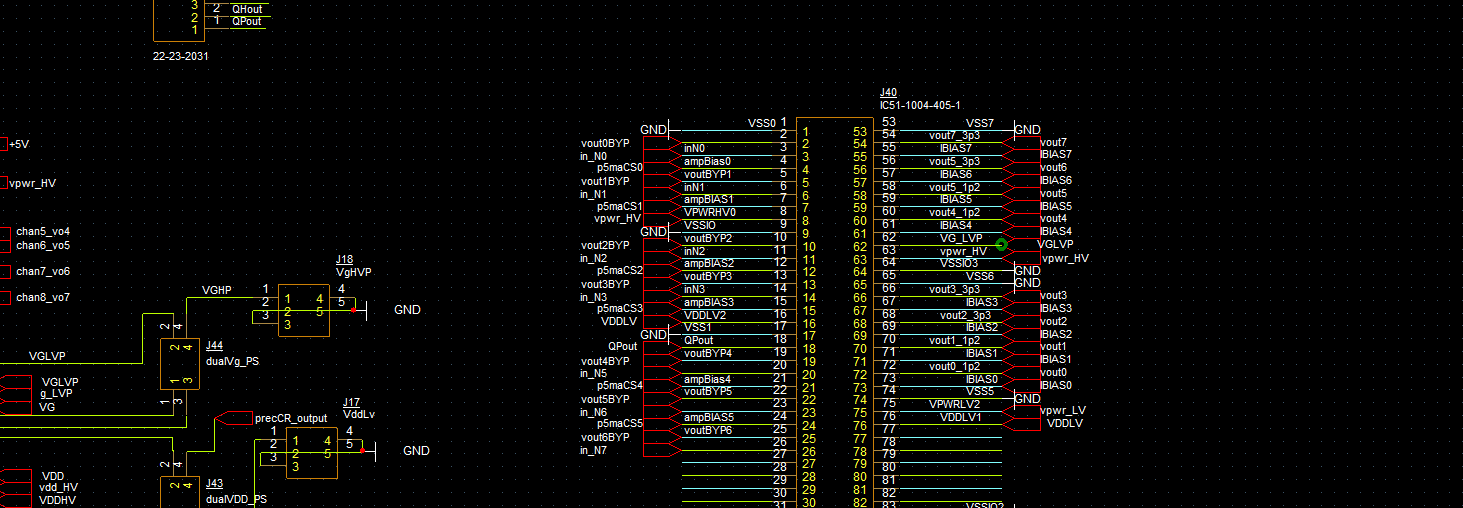 3
2
QHout
2
1
QPout
1
22-23-2031
+5V
vpwr_HV
chan5_vo4
chan6_vo5
chan7_vo6
chan8_vo7
J18
VgHVP
VGHP
1
2
3
1 4
2 5
3
4
5
GND
2
4
2 4
1 3
1
3
J44
dualVg_PS
VGLVP
VGLVP
g_LVP
VG
precCR_output
J17
VddLv
1
2
3
1 4
2 5
3
4
5
GND
2
4
2 4
J43
dualVDD_PS
VDD
vdd_HV
VDDHV
J40
IC51-1004-405-1
GND VSS0 1
vout0BYP 2
in_N0 inN0 3
p5maCS0 ampBias0 4
vout1BYP voutBYP1 5
in_N1 inN1 6
p5maCS1 ampBIAS1 7
vpwr_HV VPWRHV0 8
GND VSSIO 9
vout2BYP voutBYP2 10
in_N2 inN2 11
p5maCS2 ampBIAS2 12
vout3BYP voutBYP3 13
in_N3 inN3 14
p5maCS3 ampBIAS3 15
VDDLV VDDLV2 16
GND VSS1 17
QPout QPout 18
vout4BYP voutBYP4 19
in_N5 20
p5maCS4 ampBias4 21
vout5BYP voutBYP5 22
in_N6 23
p5maCS5 ampBIAS5 24
vout6BYP voutBYP6 25
in_N7 26
27
28
29
30
31
1 53
2 54
3 55
4 56
5 57
6 58
7 59
8 60
9 61
10 62
11 63
12 64
13 65
14 66
15 67
16 68
17 69
18 70
19 71
20 72
21 73
22 74
23 75
24 76
25 77
26 78
27 79
28 80
29 81
30 82
53 VSS7 GND
54 vout7_3p3 vout7
55 IBIAS7 IBIAS7
56 vout5_3p3 vout6
57 IBIAS6 IBIAS6
58 vout5_1p2 vout5
59 IBIAS5 IBIAS5
60 vout4_1p2 vout4
61 IBIAS4 IBIAS4
62 VG_LVP VGLVP
63 vpwr_HV vpwr_HV
64 VSSIO3 GND
65 VSS6 GND
66 vout3_3p3 vout3
67 IBIAS3 IBIAS3
68 vout2_3p3 vout2
69 IBIAS2 IBIAS2
70 vout1_1p2 vout1
71 IBIAS1 IBIAS1
72 vout0_1p2 vout0
73 IBIAS0 IBIAS0
74 VSS5 GND
75 VPWRLV2 vpwr_LV
76 VDDLV1 VDDLV
77
78
79
80
81
82
83 VSSIO2